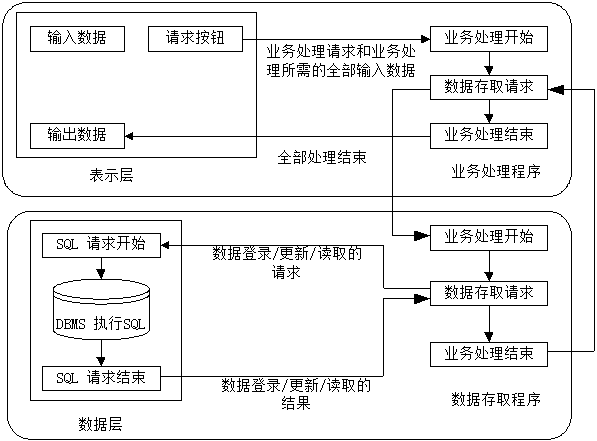 输入数据
请求按钮
业务处理开始
业务处理请求和业务处
理所需的全部输入数据
数据存取请求
输出数据
业务处理结束
全部处理结束
表示层
业务处理程序
SQL 请求开始
数据登录/更新/读取的
请求
业务处理开始
DBMS 执行SQL
数据存取请求
业务处理结束
SQL 请求结束
数据登录/更新/读取的
结果
数据存取程序
数据层